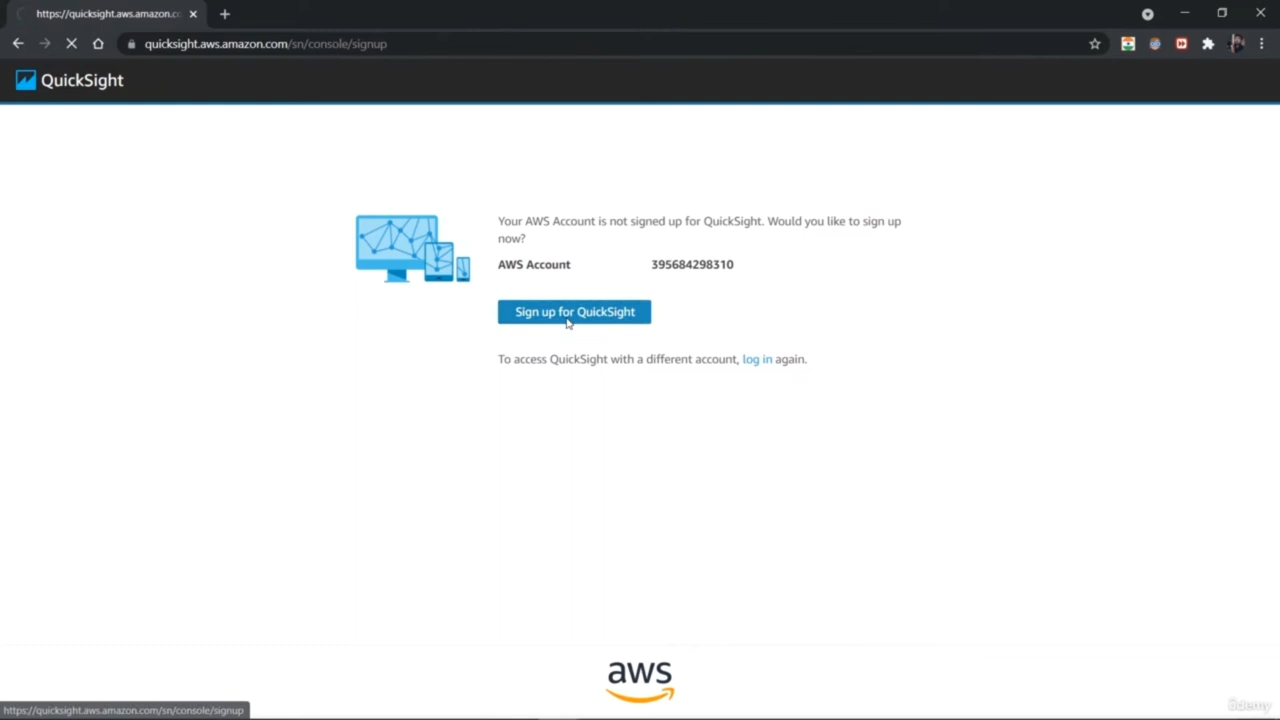 https://quicksight.aws.amazon.cc
quicksight.aws.amazon.com/sn/console/signup
QuickSight
Your AWS Account is not signed up for QuickSight. Would you like to sign up
now?
AWS Account 395684298310
Sign up for QuickSight
To access QuickSight with a different account, log in again.
aws
https://quicksight.aws.amazon.com/sn/console/signup
ûdemy